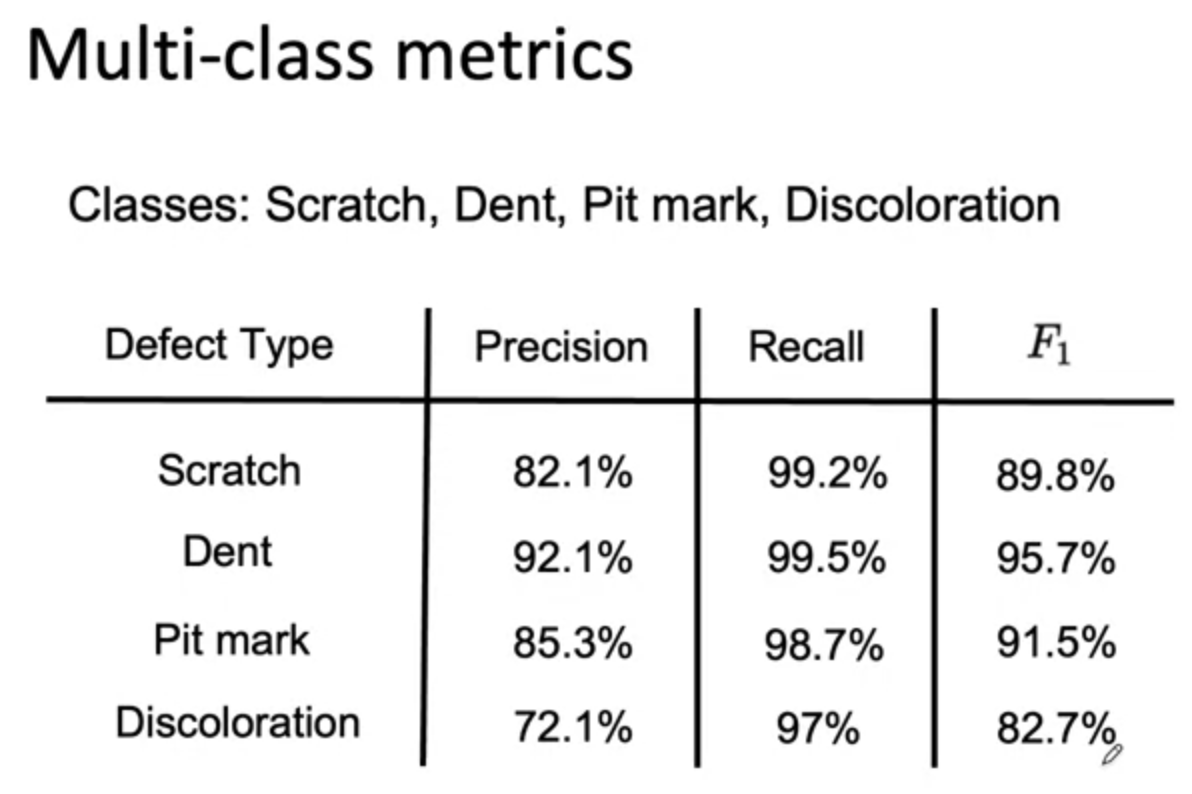 Multi-class metrics
Classes: Scratch, Dent, Pit mark, Discoloration
Defect Type Precision Recall F₁
Scratch 82.1% 99.2% 89.8%
Dent 92.1% 99.5% 95.7%
Pit mark 85.3% 98.7% 91.5%
Discoloration 72.1% 97% 82.7%